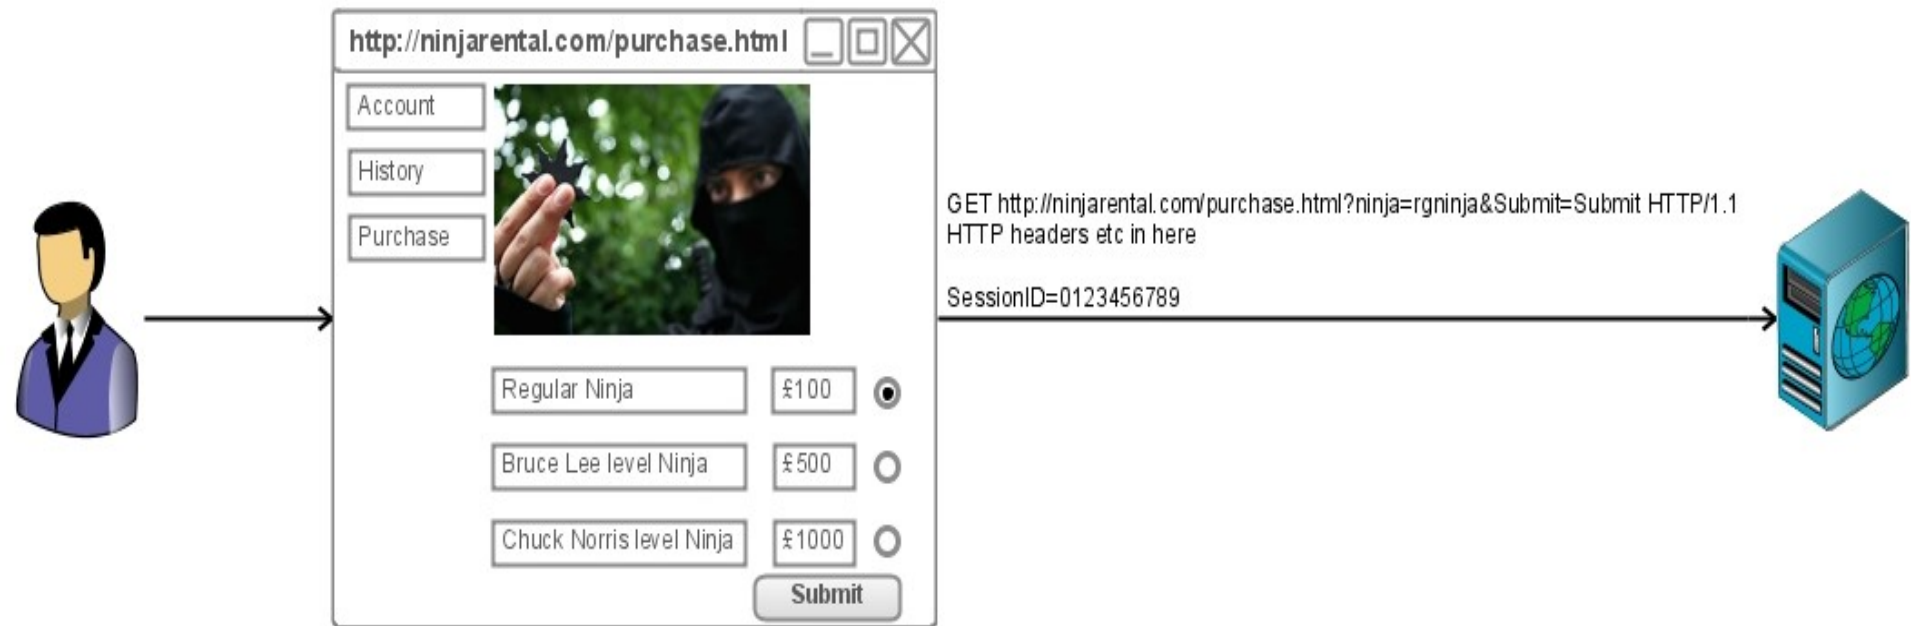 http://ninjarental.com/purchase.html
Account
History
Purchase
Regular Ninja £100
Bruce Lee level Ninja £500
Chuck Norris level Ninja £1000
Submit
GET http://ninjarental.com/purchase.html?ninja=rgninja&Submit=Submit HTTP/1.1
HTTP headers etc in here
SessionID=0123456789